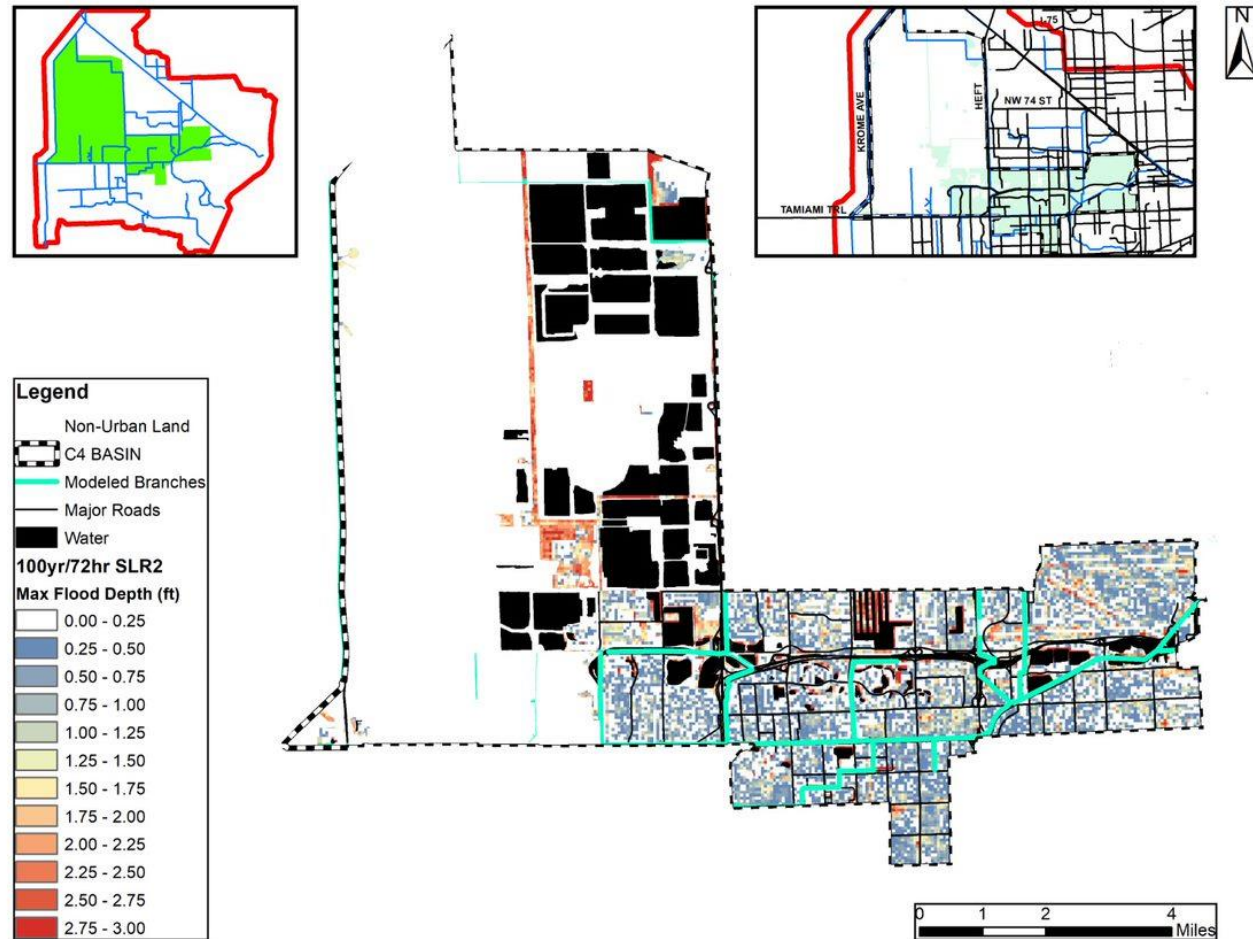 I-75
N
KROME AVE
HEFT
NW 74 ST
TAMIAMI TRL
Legend
Non-Urban Land
C4 BASIN
Modeled Branches
Major Roads
Water
100yr/72hr SLR2
Max Flood Depth (ft)
0.00 - 0.25
0.25 - 0.50
0.50 - 0.75
0.75 - 1.00
1.00 - 1.25
1.25 - 1.50
1.50 - 1.75
1.75 - 2.00
2.00 - 2.25
2.25 - 2.50
2.50 - 2.75
2.75 - 3.00
0 1 2 4
Miles